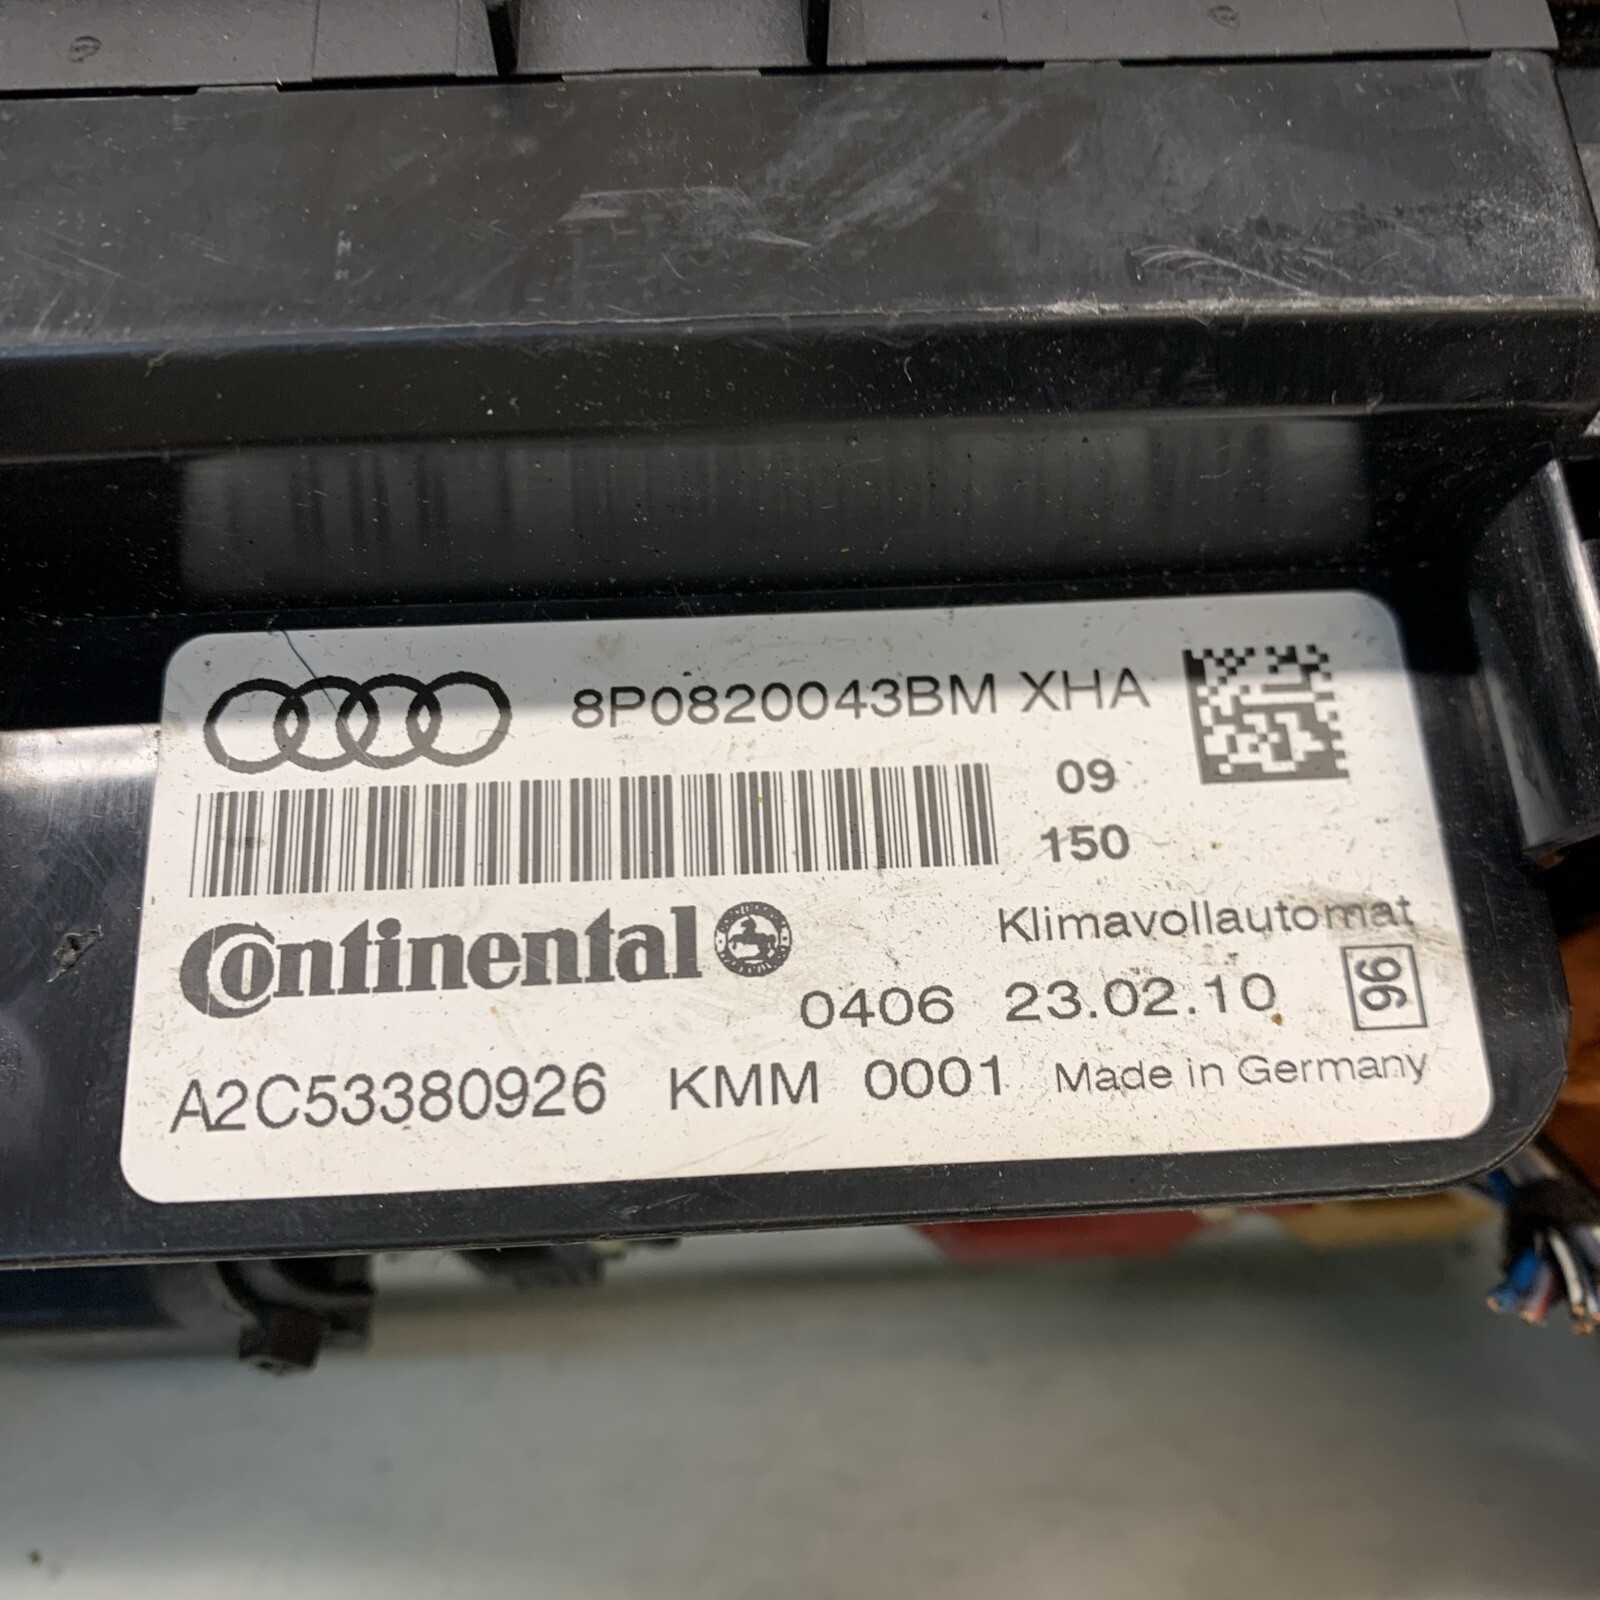 8P0820043BM XHA
09
150
Continental
Klimavollautomat
0406 23.02.10 96
A2C53380926 KMM 0001 Made in Germany